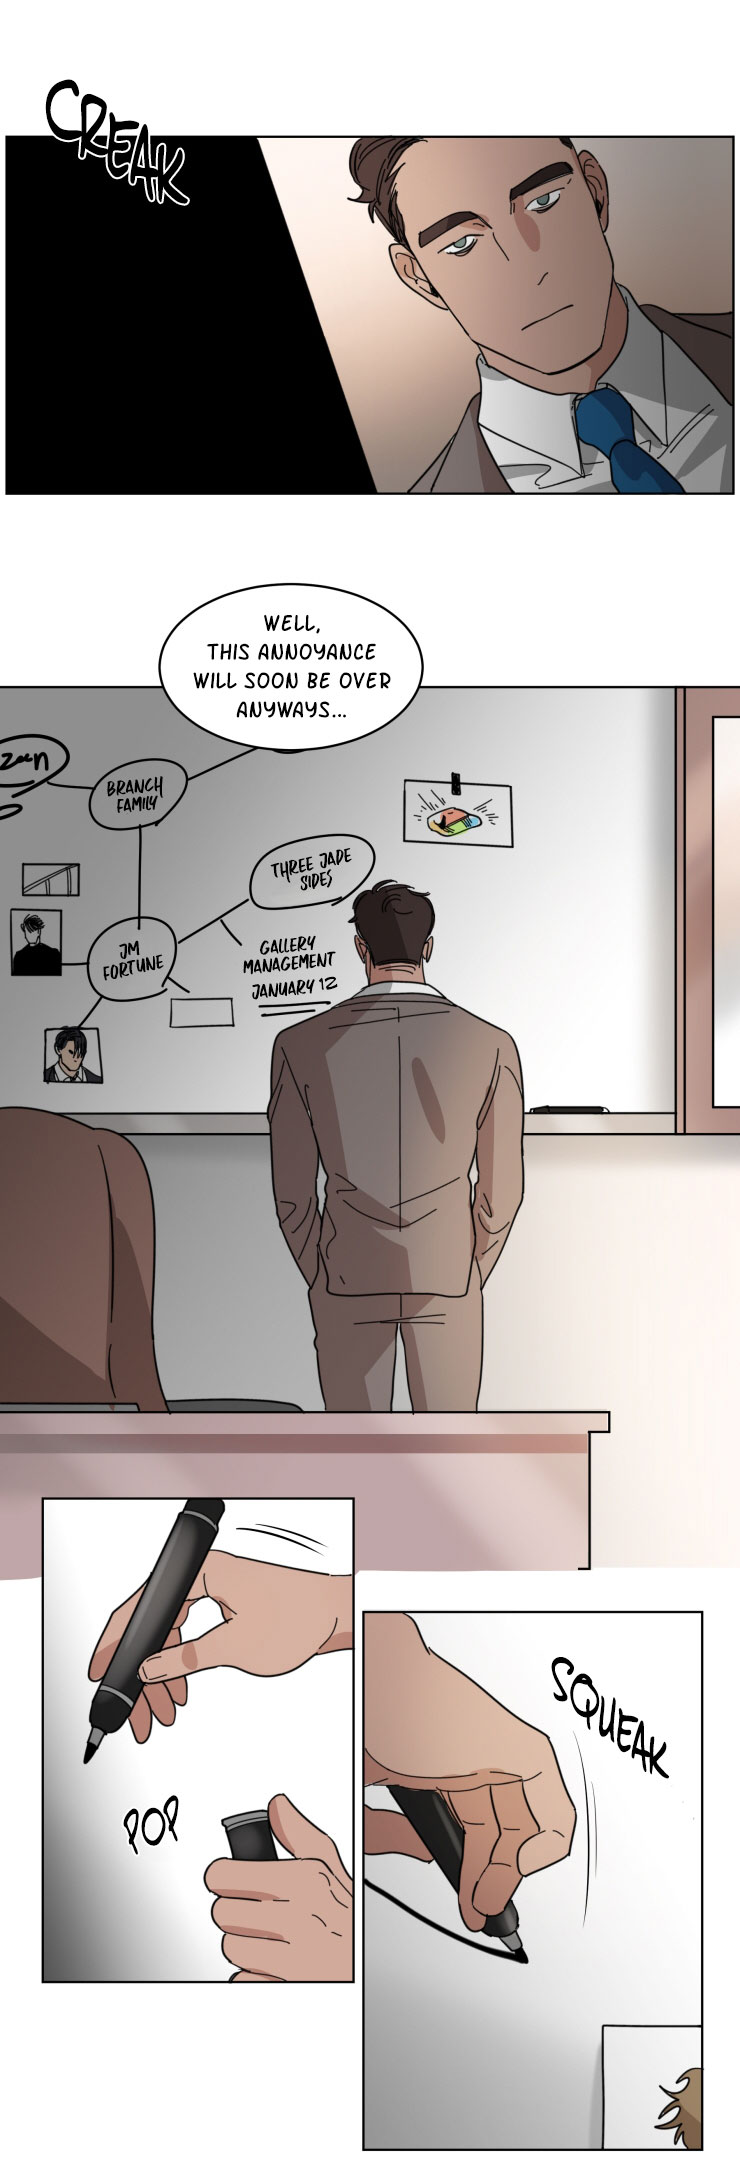 CREAK
WELL,
THIS ANNOYANCE
WILL SOON BE OVER
ANYWAYS...
BRANCH
FAMILY
THREE JADE
SIDES
JM
FORTUNE
GALLERY
MANAGEMENT
JANUARY 12
POP
SQUEAK